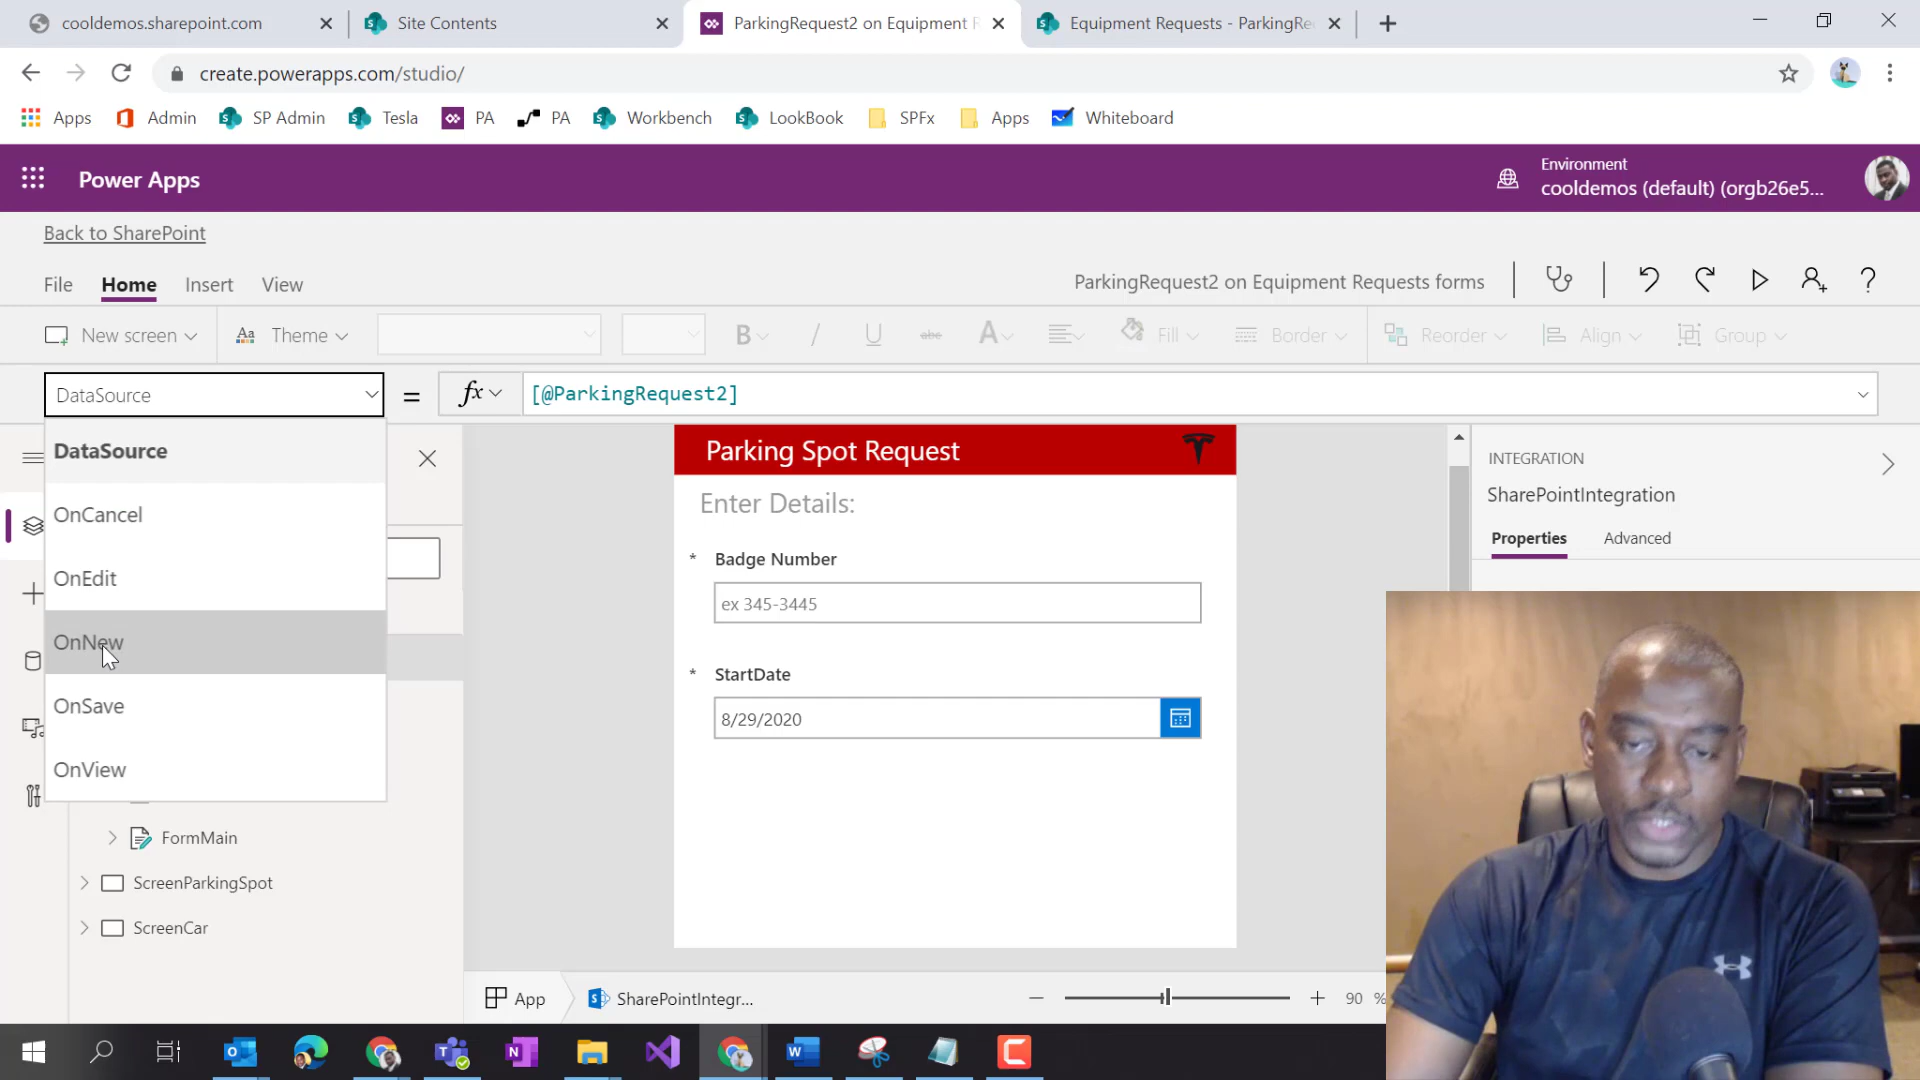 cooldemos.sharepoint.com
Site Contents
ParkingRequest2 on Equipment R
Equipment Requests - ParkingRe
create.powerapps.com/studio/
Apps
Admin
SP Admin
Tesla
PA
PA
Workbench
LookBook
SPFx
Apps
Whiteboard
Power Apps
Environment
cooldemos (default) (orgb26e5...
Back to SharePoint
File
Home
Insert
View
ParkingRequest2 on Equipment Requests forms
New screen
Theme
B
abc
Fill
Border
Reorder
Align
Group
DataSource
=
fx
[@ParkingRequest2]
DataSource
OnCancel
OnEdit
OnNew
OnSave
OnView
FormMain
ScreenParkingSpot
ScreenCar
Parking Spot Request
Enter Details:
* Badge Number
ex 345-3445
* StartDate
8/29/2020
INTEGRATION
SharePointIntegration
Properties
Advanced
App
SharePointIntegr...
90 %